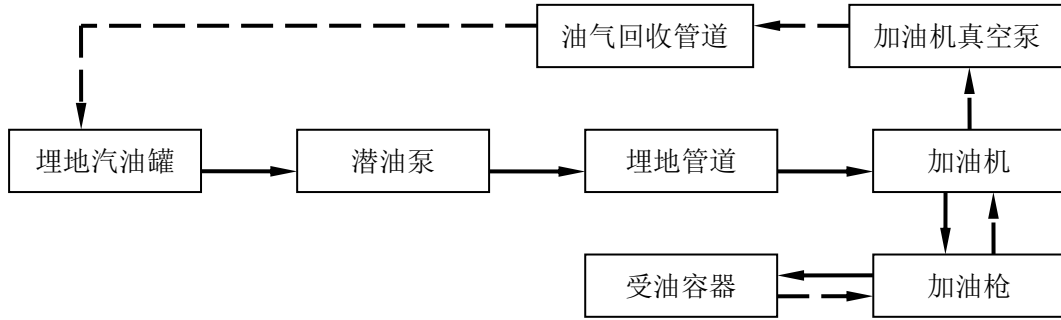 油气回收管道
加油机真空泵
埋地汽油罐
潜油泵
埋地管道
加油机
受油容器
加油枪